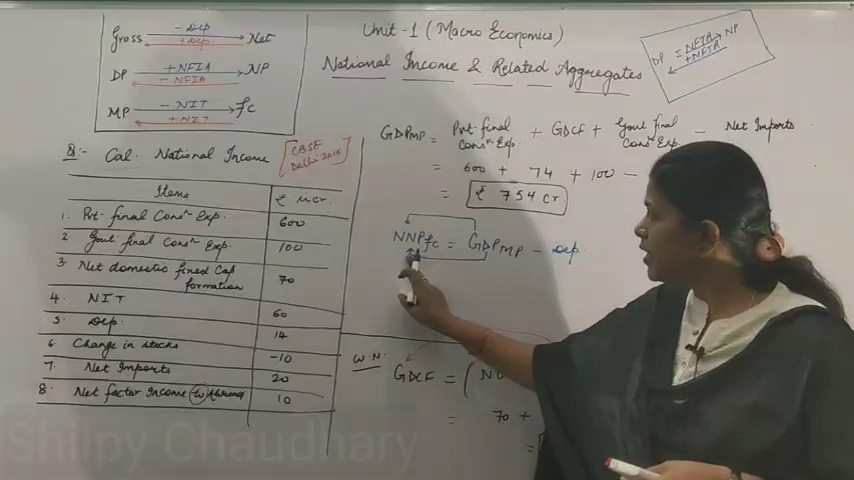 Gross - Dep. Net
+ Dep.
DP + NFIA NP
- NFIA
MP - NIT fc
+ NIT
Unit-1 (Macro Economics)
National Income & Related Aggregates
DP - NFIA NP
+ NFIA
Q:- Cal. National Income [CBSE
Delhi
Items ₹ in cr.
1. Pvt final Consn Exp. 600
2. Govt final Consn Exp. 100
3. Net domestic fixed Cap
formation 70
4. NIT 60
5. Dep. 14
6. Change in stocks -10
7. Net Imports 20
8. Net factor Income (to) 10
GDPMP = Pvt final
Consn Exp. + GDCF + Govt final
Consn Exp. - Net Imports
= 600 + 74 + 100 -
= ₹ 754 cr.
NNPfc = GDPMP - Dep.
W.N.
GDCF = (N
= 70 +
=
Shilpy Chaudhary